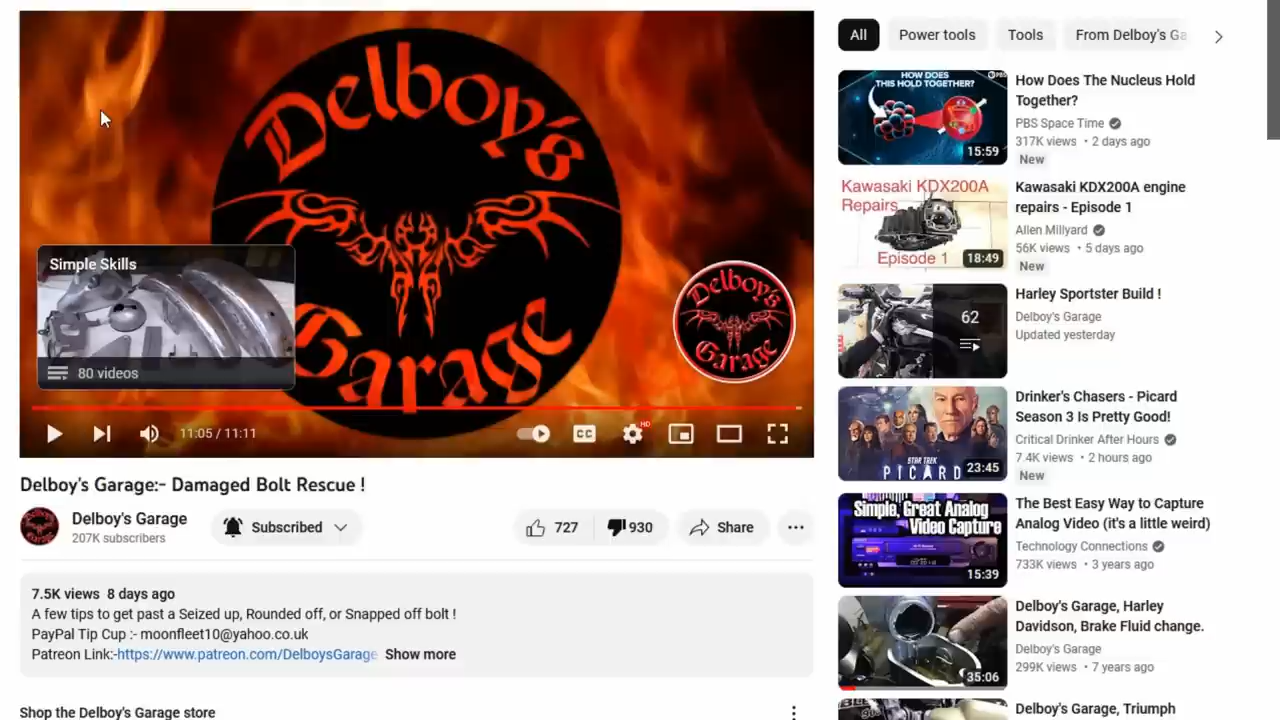 Delboy's
Garage
Simple Skills
80 videos
Delboy's
Garage
11:05 / 11:11
CC
HD
Delboy's Garage:- Damaged Bolt Rescue !
Delboy's Garage
207K subscribers
Subscribed
727
930
Share
7.5K views 8 days ago
A few tips to get past a Seized up, Rounded off, or Snapped off bolt !
PayPal Tip Cup :- moonfleet10@yahoo.co.uk
Patreon Link:-https://www.patreon.com/DelboysGarage Show more
Shop the Delboy's Garage store
All
Power tools
Tools
From Delboy's Ga
HOW DOES
THIS HOLD TOGETHER?
PBS
15:59
How Does The Nucleus Hold
Together?
PBS Space Time
317K views • 2 days ago
New
Kawasaki KDX200A
Repairs
Episode 1
18:49
Kawasaki KDX200A engine
repairs - Episode 1
Allen Millyard
56K views • 5 days ago
New
62
Harley Sportster Build !
Delboy's Garage
Updated yesterday
STAR TREK
PICARD
23:45
Drinker's Chasers - Picard
Season 3 Is Pretty Good!
Critical Drinker After Hours
7.4K views • 2 hours ago
New
Simple, Great Analog
Video Capture
15:39
The Best Easy Way to Capture
Analog Video (it's a little weird)
Technology Connections
733K views • 3 years ago
35:06
Delboy's Garage, Harley
Davidson, Brake Fluid change.
Delboy's Garage
299K views • 7 years ago
Delboy's Garage, Triumph